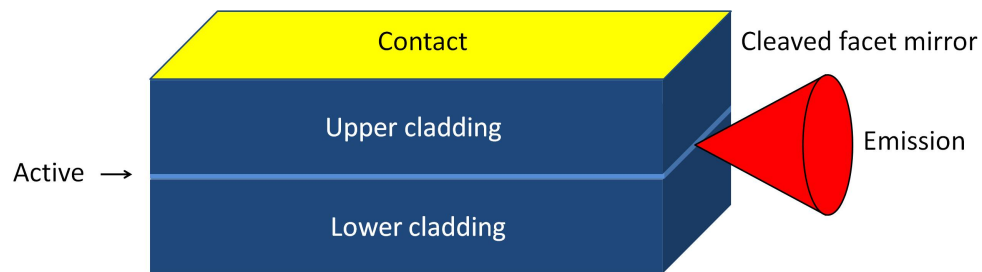 Contact
Cleaved facet mirror
Upper cladding
Emission
Active
Lower cladding